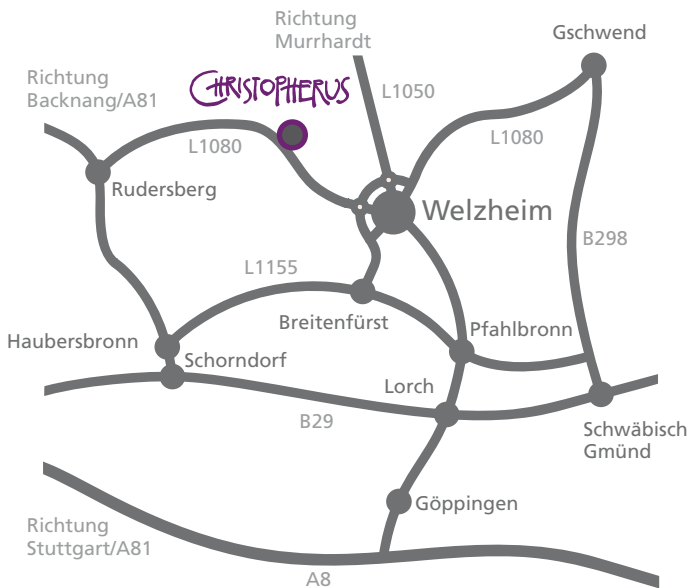 Richtung
Murrhardt
Gschwend
Richtung
Backnang/A81
CHRISTOPHERUS
L1050
L1080
L1080
Rudersberg
Welzheim
B298
L1155
Breitenfürst
Pfahlbronn
Haubersbronn
Schorndorf
Lorch
B29
Schwäbisch
Gmünd
Göppingen
Richtung
Stuttgart/A81
A8